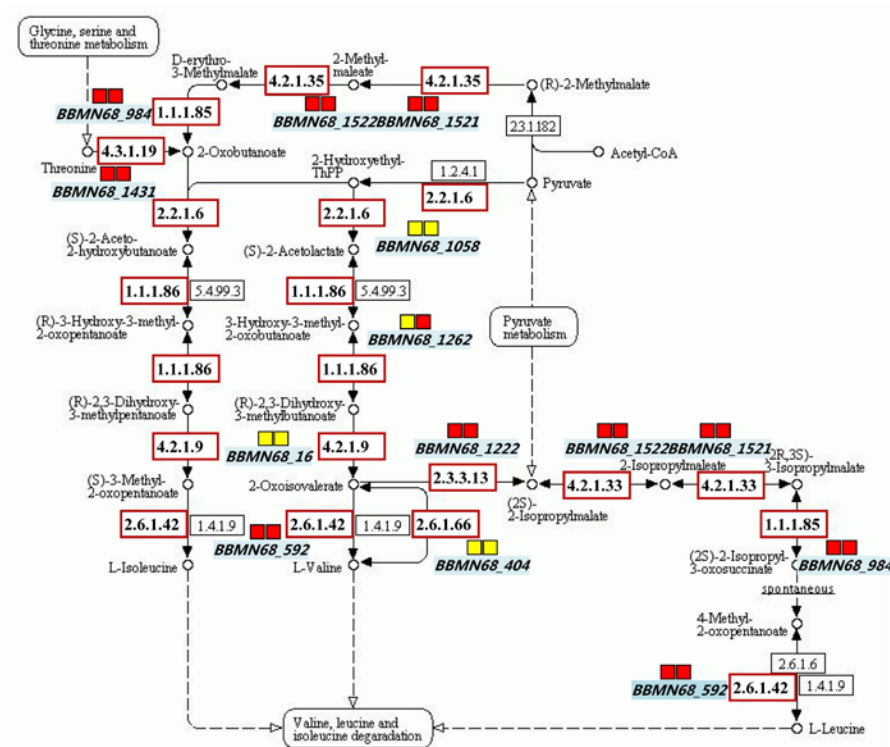 Glycine, serine and
threonine metabolism
D-erythro-
3-Methylmalate
2-Methyl-
maleate
4.2.1.35
4.2.1.35
(R)-2-Methylmalate
BBMN68_984
1.1.1.85
BBMN68_1522BBMN68_1521
2.3.1.182
4.3.1.19
Threonine
2-Oxobutanoate
2-Hydroxyethyl-
ThPP
1.2.4.1
Acetyl-CoA
Pyruvate
BBMN68_1431
2.2.1.6
2.2.1.6
2.2.1.6
(S)-2-Aceto-
2-hydroxybutanoate
(S)-2-Acetolactate
BBMN68_1058
1.1.1.86
5.4.99.3
1.1.1.86
5.4.99.3
(R)-3-Hydroxy-3-methyl-
2-oxopentanoate
3-Hydroxy-3-methyl-
2-oxobutanoate
BBMN68_1262
Pyruvate
metabolism
1.1.1.86
1.1.1.86
(R)-2,3-Dihydroxy-
3-methylpentanoate
(R)-2,3-Dihydroxy-
3-methylbutanoate
4.2.1.9
BBMN68_16
4.2.1.9
BBMN68_1222
BBMN68_1522BBMN68_1521
2-Isopropylmaleate
(2R,3S)-
3-Isopropylmalate
(S)-3-Methyl-
2-oxopentanoate
2-Oxoisovalerate
2.3.3.13
(2S)-
2-Isopropylmalate
4.2.1.33
4.2.1.33
2.6.1.42
1.4.1.9
BBMN68_592
2.6.1.42
1.4.1.9
2.6.1.66
1.1.1.85
L-Isoleucine
L-Valine
BBMN68_404
(2S)-2-Isopropyl-
3-oxosuccinate
BBMN68_984
spontaneous
4-Methyl-
2-oxopentanoate
2.6.1.6
BBMN68_592
2.6.1.42
1.4.1.9
Valine, leucine and
isoleucine degaradation
L-Leucine